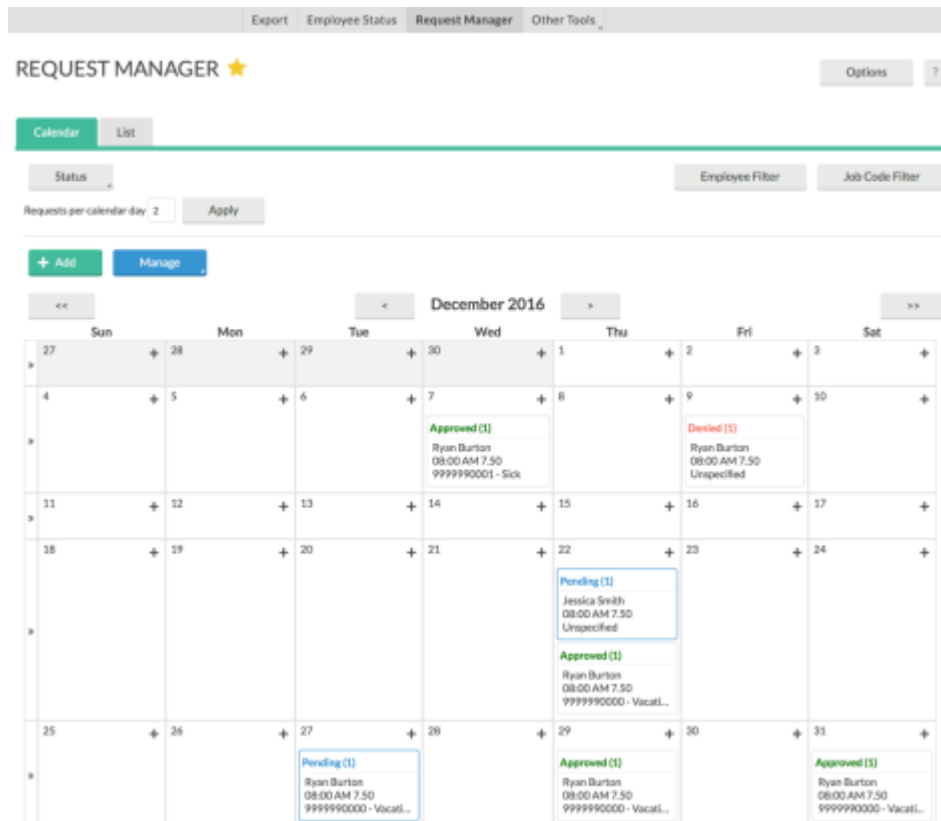 Export Employee Status Request Manager Other Tools
REQUEST MANAGER
Options ?
Calendar List
Status Employee Filter Job Code Filter
Requests per calendar day 2 Apply
+ Add Manage
<< < December 2016 > >>
Sun Mon Tue Wed Thu Fri Sat
27 + 28 + 29 + 30 + 1 + 2 + 3 +
»
4 + 5 + 6 + 7 + 8 + 9 + 10 +
Approved (1) Denied (1)
Ryan Burton Ryan Burton
08:00 AM 7.50 08:00 AM 7.50
9999990001 - Sick Unspecified
»
11 + 12 + 13 + 14 + 15 + 16 + 17 +
»
18 + 19 + 20 + 21 + 22 + 23 + 24 +
Pending (1)
Jessica Smith
08:00 AM 7.50
Unspecified
»
Approved (1)
Ryan Burton
08:00 AM 7.50
9999990000 - Vacati...
25 + 26 + 27 + 28 + 29 + 30 + 31 +
Pending (1) Approved (1) Approved (1)
Ryan Burton Ryan Burton Ryan Burton
08:00 AM 7.50 08:00 AM 7.50 08:00 AM 7.50
9999990000 - Vacati... 9999990000 - Vacati... 9999990000 - Vacati...
»